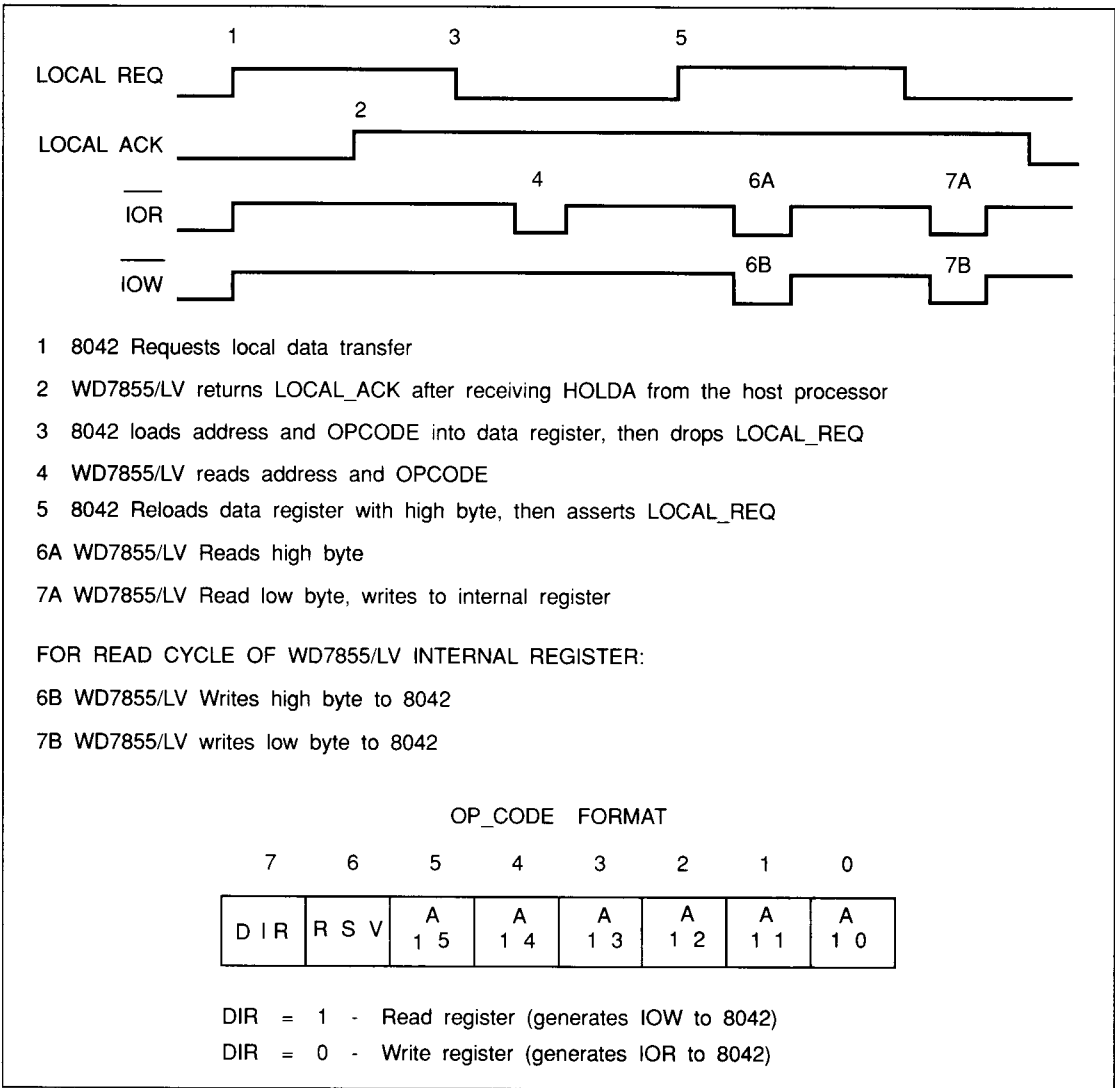 1 3 5
LOCAL REQ
2
LOCAL ACK
4 6A 7A
IOR
6B 7B
IOW
1 8042 Requests local data transfer
2 WD7855/LV returns LOCAL_ACK after receiving HOLDA from the host processor
3 8042 loads address and OPCODE into data register, then drops LOCAL_REQ
4 WD7855/LV reads address and OPCODE
5 8042 Reloads data register with high byte, then asserts LOCAL_REQ
6A WD7855/LV Reads high byte
7A WD7855/LV Read low byte, writes to internal register
FOR READ CYCLE OF WD7855/LV INTERNAL REGISTER:
6B WD7855/LV Writes high byte to 8042
7B WD7855/LV writes low byte to 8042
OP_CODE FORMAT
7 6 5 4 3 2 1 0
DIR RSV A15 A14 A13 A12 A11 A10
DIR = 1 - Read register (generates IOW to 8042)
DIR = 0 - Write register (generates IOR to 8042)